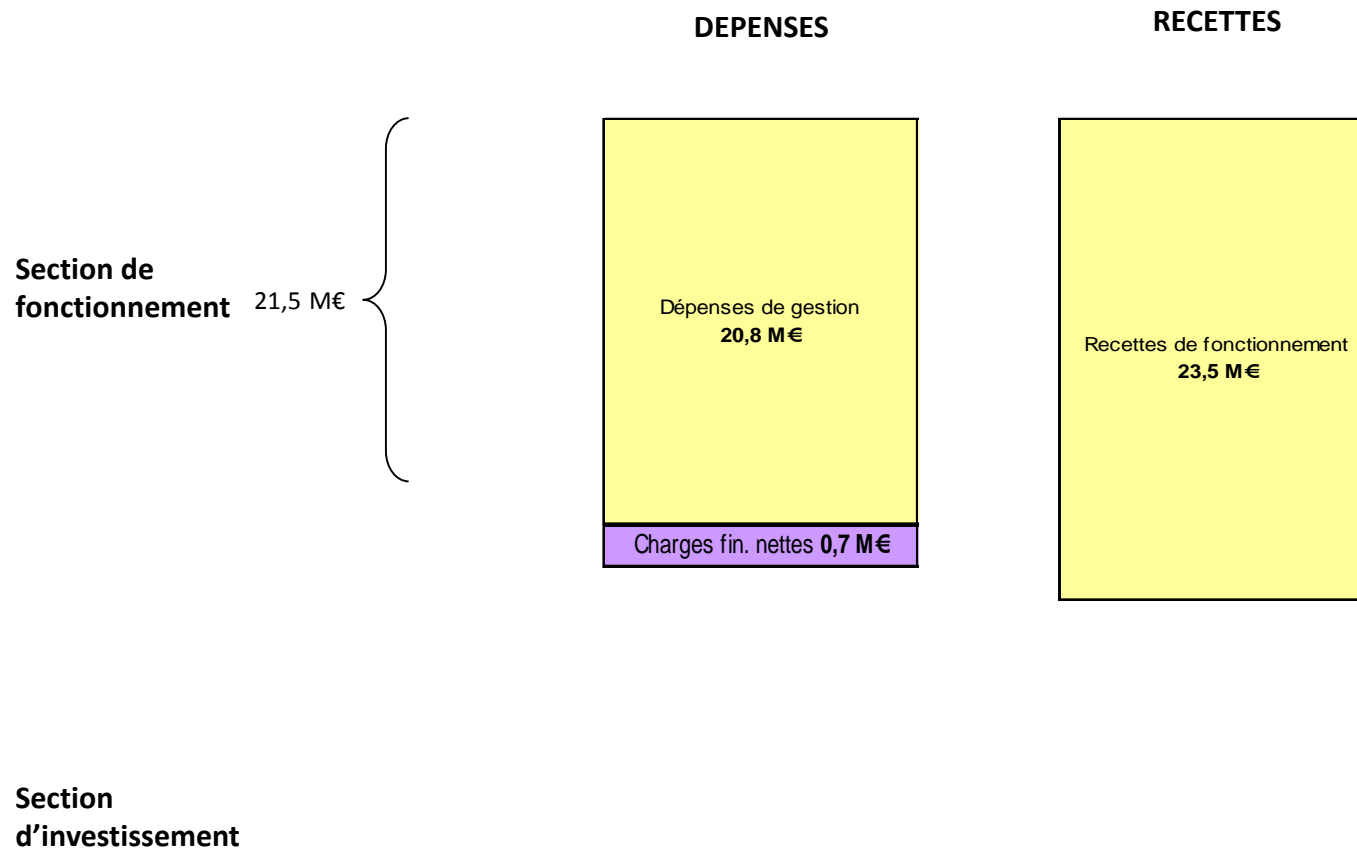 DEPENSES
RECETTES
Section de
fonctionnement
21,5 M€
Dépenses de gestion
20,8 M€
Recettes de fonctionnement
23,5 M€
Charges fin. nettes 0,7 M€
Section
d’investissement